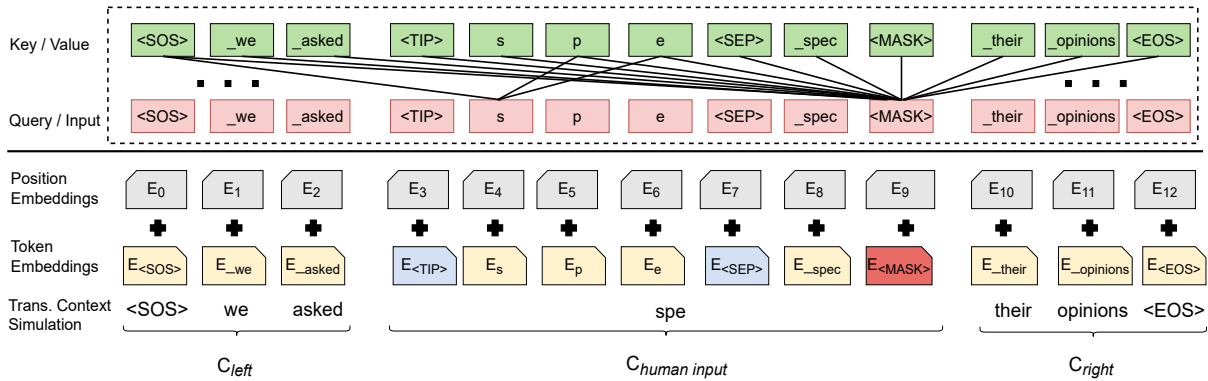 Key / Value <SOS> _we _asked <TIP> s p e <SEP> _spec <MASK> _their _opinions <EOS>
Query / Input <SOS> _we _asked <TIP> s p e <SEP> _spec <MASK> _their _opinions <EOS>
Position Embeddings E0 E1 E2 E3 E4 E5 E6 E7 E8 E9 E10 E11 E12
Token Embeddings E<SOS> E_we E_asked E<TIP> Es Ep Ee E<SEP> E_spec E<MASK> E_their E_opinions E<EOS>
Trans. Context Simulation <SOS> we asked spe their opinions <EOS>
Cleft Chuman input Cright